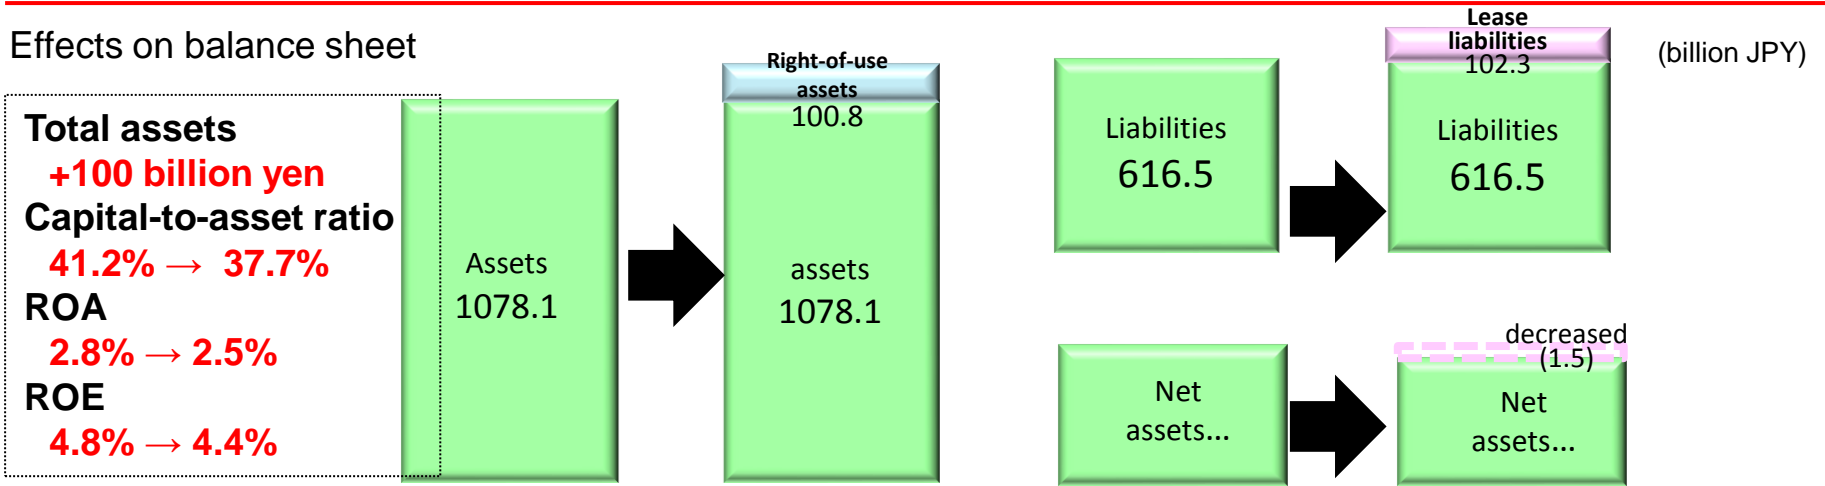 Effects on balance sheet
(billion JPY)
Total assets
+100 billion yen
Capital-to-asset ratio
41.2% → 37.7%
ROA
2.8% → 2.5%
ROE
4.8% → 4.4%
Assets
1078.1
Right-of-use
assets
100.8
assets
1078.1
Liabilities
616.5
Lease
liabilities
102.3
Liabilities
616.5
Net
assets...
decreased
(1.5)
Net
assets...